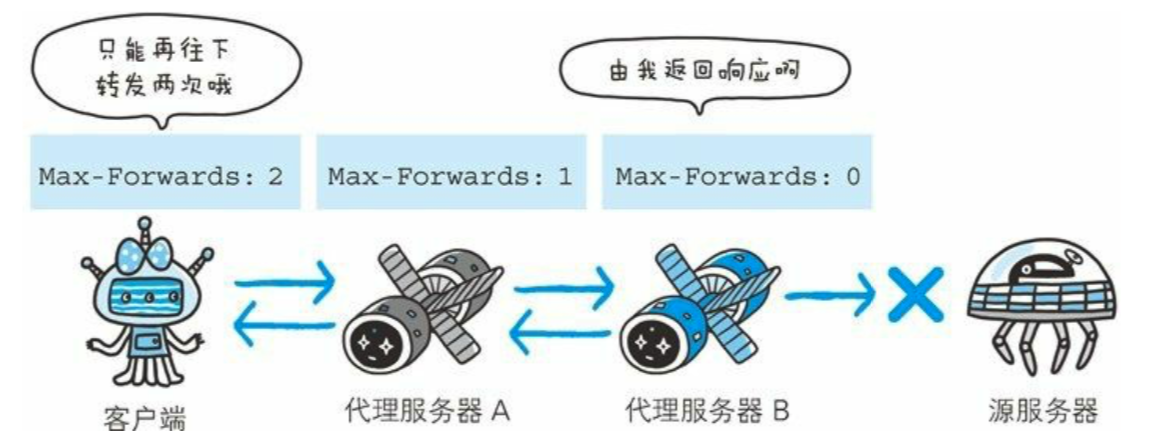 只能再往下
转发两次哦
由我返回响应啊
Max-Forwards: 2
Max-Forwards: 1
Max-Forwards: 0
客户端
代理服务器 A
代理服务器 B
源服务器